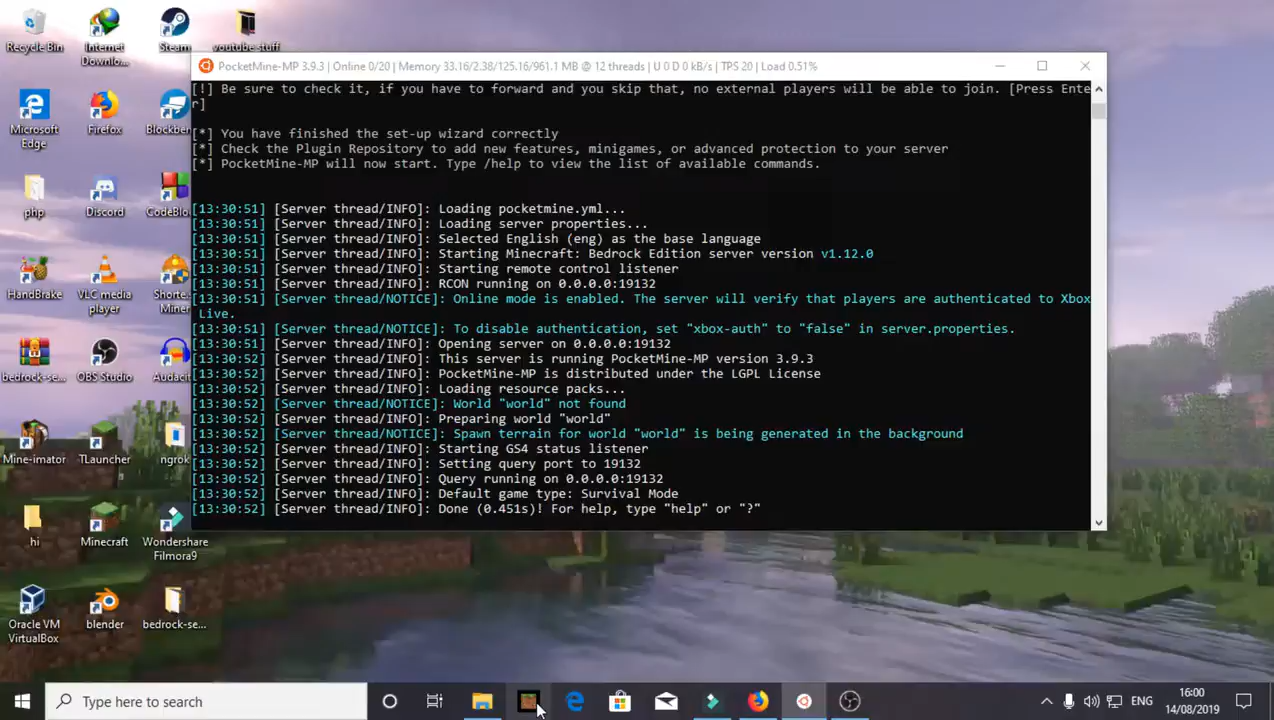 Recycle Bin
Internet
Downlo...
Steam
youtube-stuff
PocketMine-MP 3.9.3 | Online 0/20 | Memory 33.16/2.38/125.16/961.1 MB @ 12 threads | U 0 D 0 kB/s | TPS 20 | Load 0.51%
[!] Be sure to check it, if you have to forward and you skip that, no external players will be able to join. [Press Ente
r]
[*] You have finished the set-up wizard correctly
[*] Check the Plugin Repository to add new features, minigames, or advanced protection to your server
[*] PocketMine-MP will now start. Type /help to view the list of available commands.
[13:30:51] [Server thread/INFO]: Loading pocketmine.yml...
[13:30:51] [Server thread/INFO]: Loading server properties...
[13:30:51] [Server thread/INFO]: Selected English (eng) as the base language
[13:30:51] [Server thread/INFO]: Starting Minecraft: Bedrock Edition server version v1.12.0
[13:30:51] [Server thread/INFO]: Starting remote control listener
[13:30:51] [Server thread/INFO]: RCON running on 0.0.0.0:19132
[13:30:51] [Server thread/NOTICE]: Online mode is enabled. The server will verify that players are authenticated to Xbox
Live.
[13:30:51] [Server thread/NOTICE]: To disable authentication, set "xbox-auth" to "false" in server.properties.
[13:30:51] [Server thread/INFO]: Opening server on 0.0.0.0:19132
[13:30:52] [Server thread/INFO]: This server is running PocketMine-MP version 3.9.3
[13:30:52] [Server thread/INFO]: PocketMine-MP is distributed under the LGPL License
[13:30:52] [Server thread/INFO]: Loading resource packs...
[13:30:52] [Server thread/NOTICE]: World "world" not found
[13:30:52] [Server thread/INFO]: Preparing world "world"
[13:30:52] [Server thread/NOTICE]: Spawn terrain for world "world" is being generated in the background
[13:30:52] [Server thread/INFO]: Starting GS4 status listener
[13:30:52] [Server thread/INFO]: Setting query port to 19132
[13:30:52] [Server thread/INFO]: Query running on 0.0.0.0:19132
[13:30:52] [Server thread/INFO]: Default game type: Survival Mode
[13:30:52] [Server thread/INFO]: Done (0.451s)! For help, type "help" or "?"
Microsoft
Edge
Firefox
Blockben
php
Discord
CodeBlo
HandBrake
VLC media
player
Shorte
Miner
bedrock-se...
OBS Studio
Audacit
Mine-imator
TLauncher
ngrok
hi
Minecraft
Wondershare
Filmora9
Oracle VM
VirtualBox
blender
bedrock-se...
Type here to search
ENG
16:00
14/08/2019